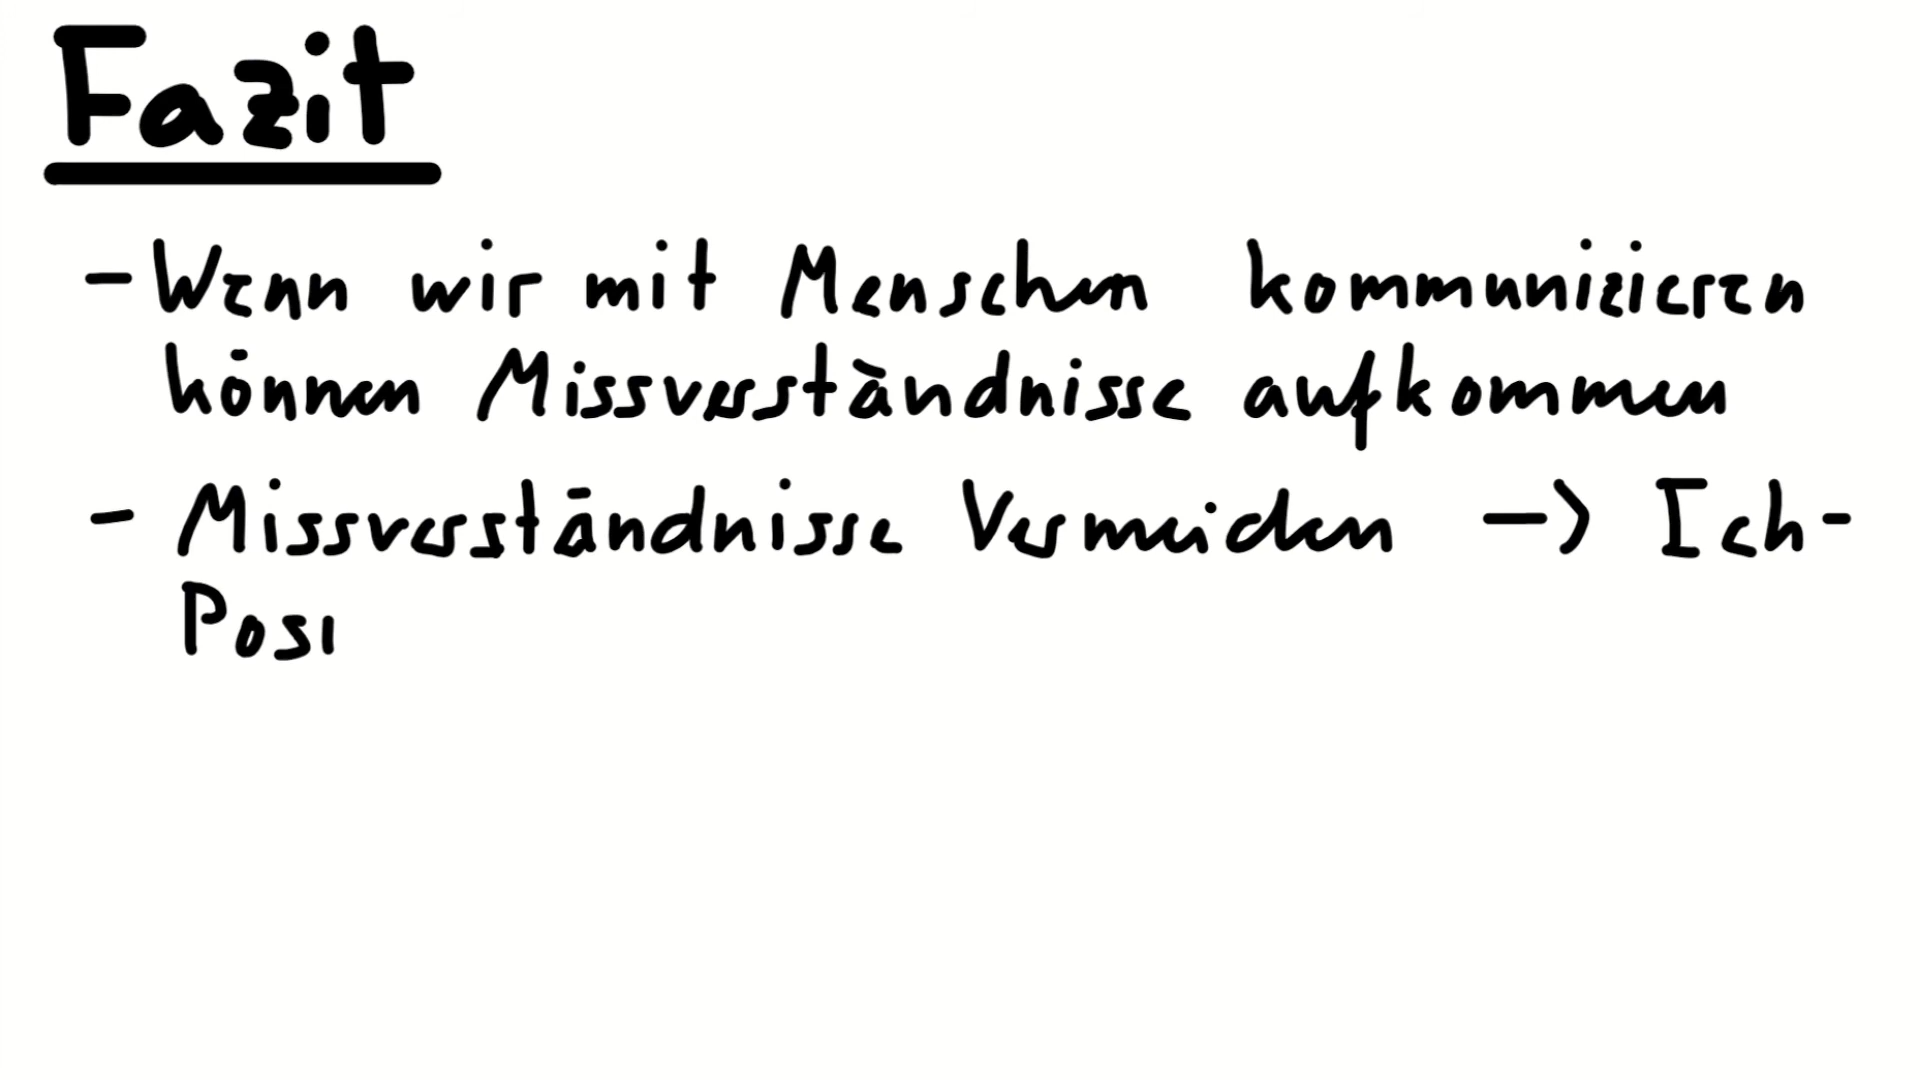 Fazit
- Wenn wir mit Menschen kommunizieren
können Missverständnisse aufkommen
- Missverständnisse Vermeiden -> Ich-
Posi